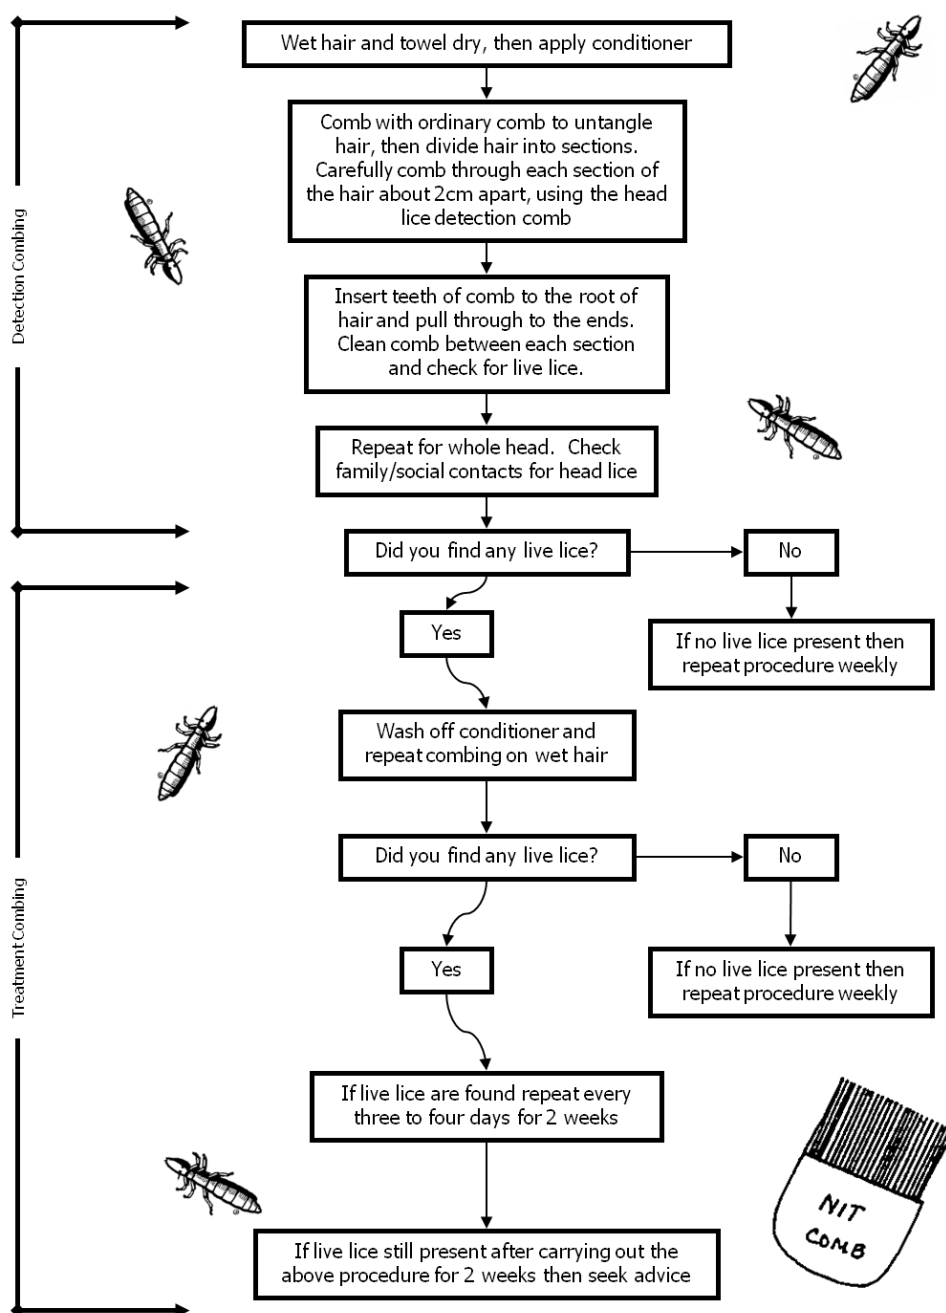 Wet hair and towel dry, then apply conditioner
Comb with ordinary comb to untangle
hair, then divide hair into sections.
Carefully comb through each section of
the hair about 2cm apart, using the head
lice detection comb
Detection Combing
Insert teeth of comb to the root of
hair and pull through to the ends.
Clean comb between each section
and check for live lice.
Repeat for whole head. Check
family/social contacts for head lice
Did you find any live lice?
No
Yes
If no live lice present then
repeat procedure weekly
Wash off conditioner and
repeat combing on wet hair
Did you find any live lice?
No
Treatment Combing
Yes
If no live lice present then
repeat procedure weekly
If live lice are found repeat every
three to four days for 2 weeks
NIT
COMB
If live lice still present after carrying out the
above procedure for 2 weeks then seek advice